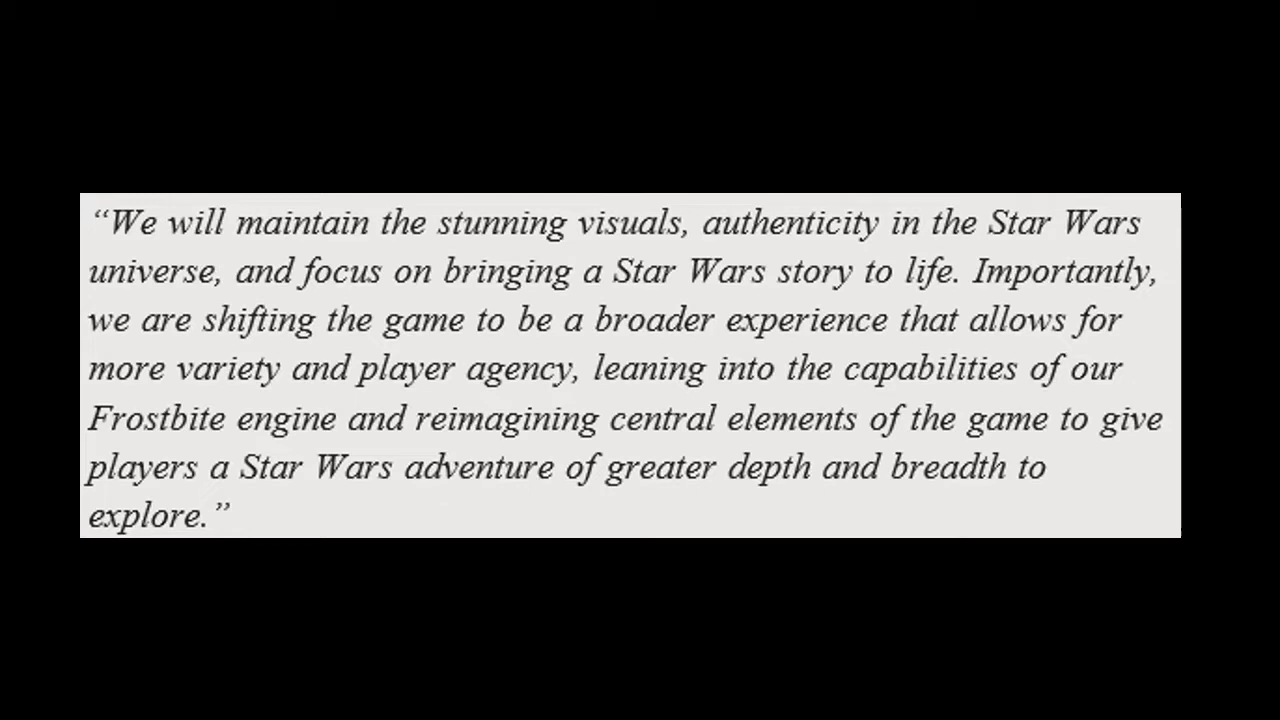 “We will maintain the stunning visuals, authenticity in the Star Wars
universe, and focus on bringing a Star Wars story to life. Importantly,
we are shifting the game to be a broader experience that allows for
more variety and player agency, leaning into the capabilities of our
Frostbite engine and reimagining central elements of the game to give
players a Star Wars adventure of greater depth and breadth to
explore.”